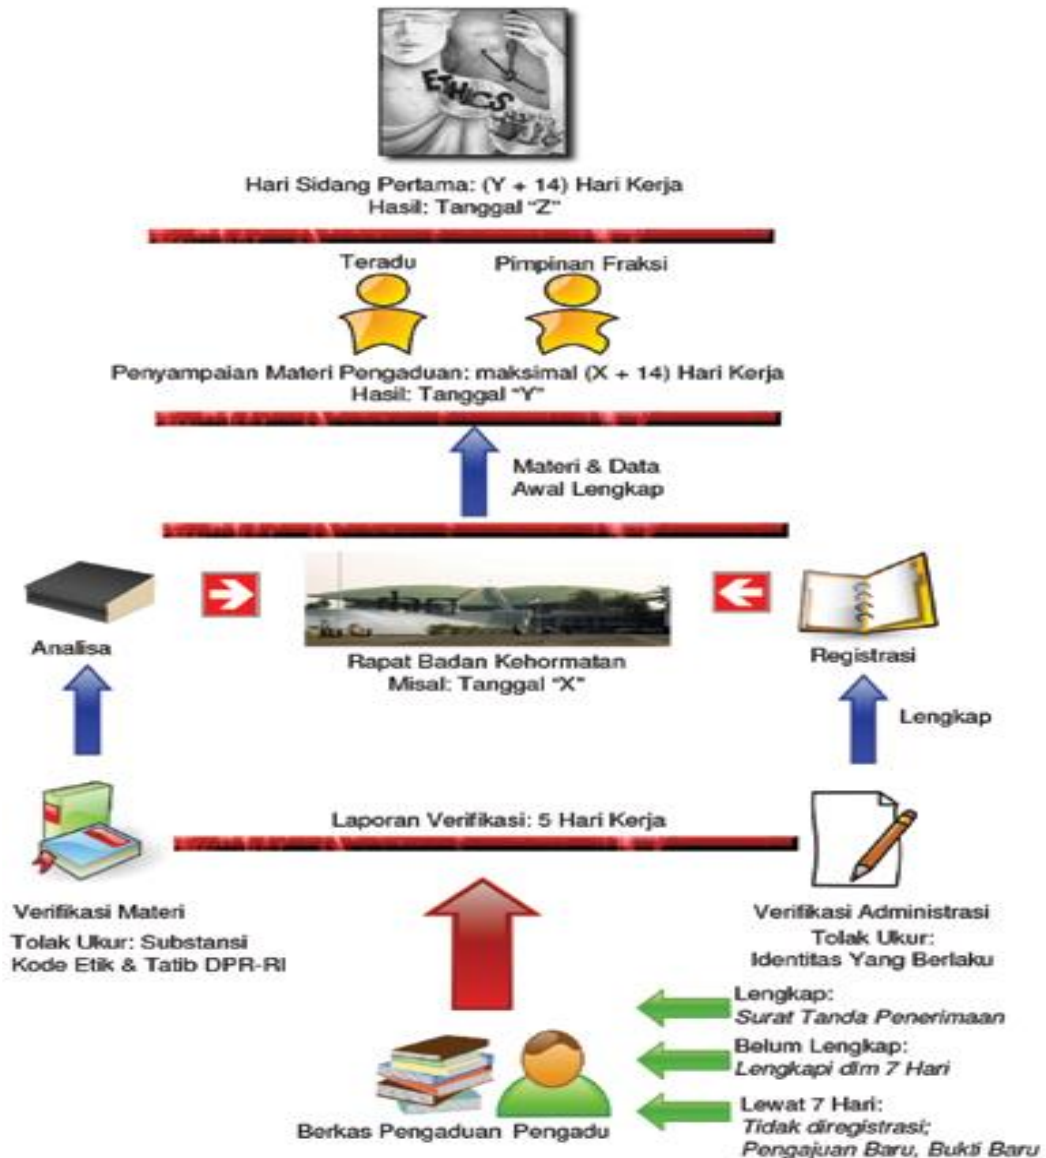 ETHICS
Hari Sidang Pertama: (Y + 14) Hari Kerja
Hasil: Tanggal "Z"
Teradu
Pimpinan Fraksi
Penyampaian Materi Pengaduan: maksimal (X + 14) Hari Kerja
Hasil: Tanggal "Y"
Materi & Data
Awal Lengkap
Analisa
Rapat Badan Kehormatan
Misal: Tanggal "X"
Registrasi
Lengkap
Laporan Verifikasi: 5 Hari Kerja
Verifikasi Materi
Tolak Ukur: Substansi
Kode Etik & Tatib DPR-RI
Verifikasi Administrasi
Tolak Ukur:
Identitas Yang Berlaku
Lengkap:
Surat Tanda Penerimaan
Belum Lengkap:
Lengkapi dlm 7 Hari
Lewat 7 Hari:
Tidak diregistrasi;
Pengajuan Baru, Bukti Baru
Berkas Pengaduan
Pengadu